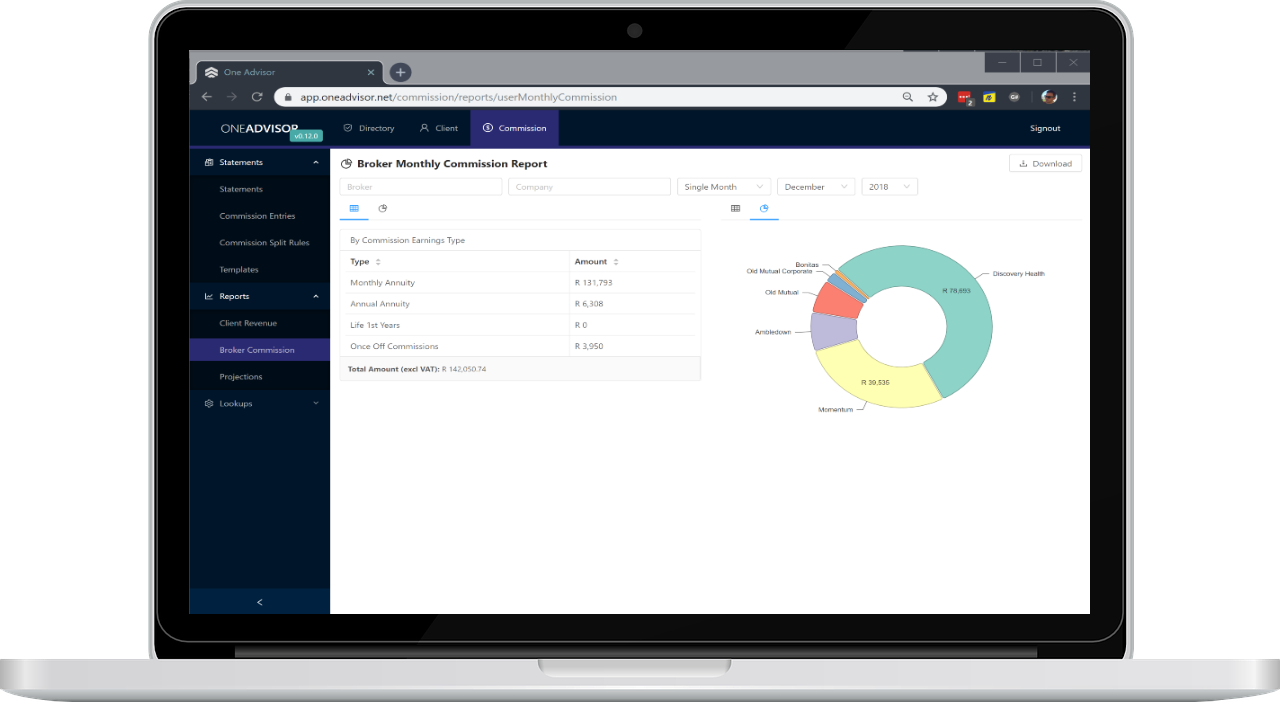 One Advisor
app.oneadvisor.net/commission/reports/userMonthlyCommission
2
ONEADVISOR
v0.12.0
Directory
Client
Commission
Signout
Statements
Statements
Commission Entries
Commission Split Rules
Templates
Reports
Client Revenue
Broker Commission
Projections
Lookups
Broker Monthly Commission Report
Download
Broker
Company
Single Month
December
2018
By Commission Earnings Type
Type
Amount
Monthly Annuity
R 131,793
Annual Annuity
R 6,308
Life 1st Years
R 0
Once Off Commissions
R 3,950
Total Amount (excl VAT): R 142,050.74
Bonitas
Old Mutual Corporate
Old Mutual
Ambledown
Momentum
Discovery Health
R 39,535